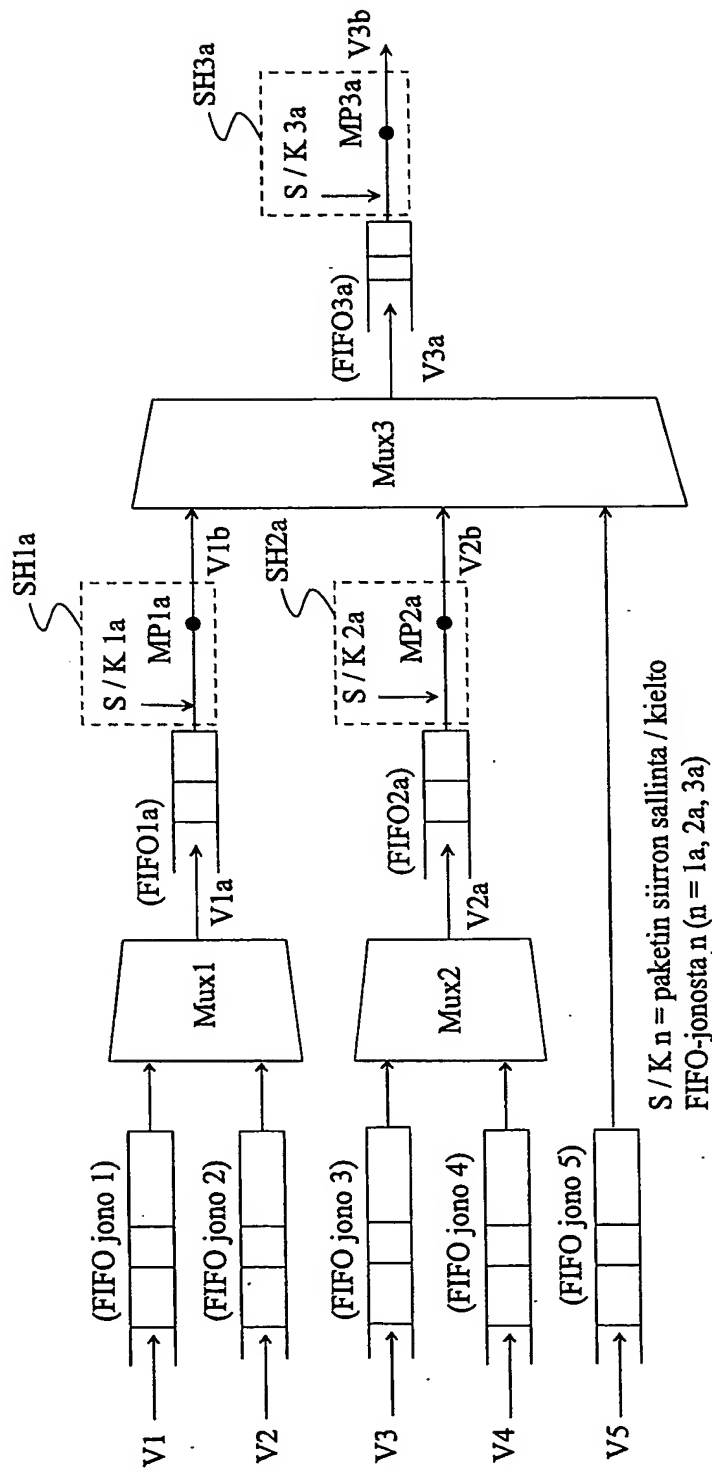 V1
(FIFO jono 1)
V2
(FIFO jono 2)
V3
(FIFO jono 3)
V4
(FIFO jono 4)
V5
(FIFO jono 5)
Mux1
Mux2
V1a
(FIFO1a)
S / K 1a
MP1a
SH1a
V1b
V2a
(FIFO2a)
S / K 2a
MP2a
SH2a
V2b
Mux3
V3a
(FIFO3a)
S / K 3a
MP3a
SH3a
V3b
S / K n = paketin siirron sallinta / kielto
FIFO-jonosta n (n = 1a, 2a, 3a)